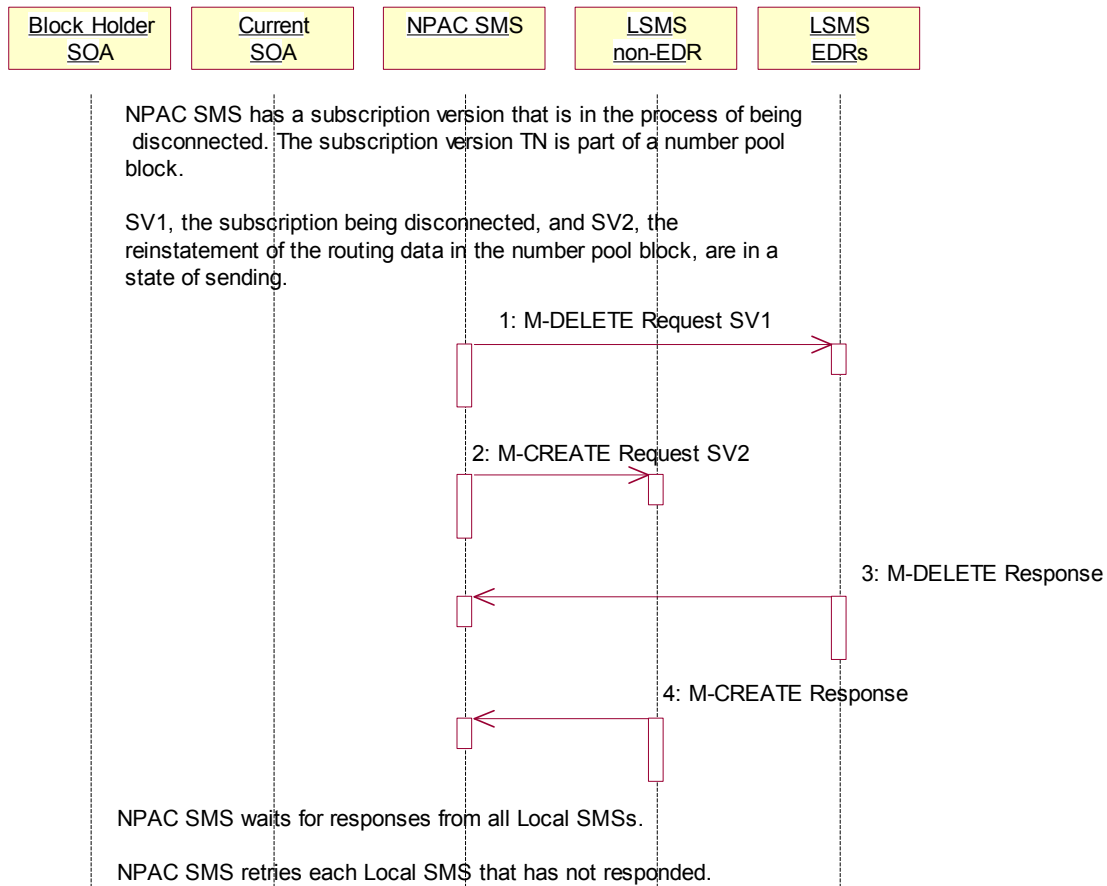 Block Holder
SOA
Current
SOA
NPAC SMS
LSMS
non-EDR
LSMS
EDRs
NPAC SMS has a subscription version that is in the process of being
disconnected. The subscription version TN is part of a number pool
block.
SV1, the subscription being disconnected, and SV2, the
reinstatement of the routing data in the number pool block, are in a
state of sending.
1: M-DELETE Request SV1
2: M-CREATE Request SV2
3: M-DELETE Response
4: M-CREATE Response
NPAC SMS waits for responses from all Local SMSs.
NPAC SMS retries each Local SMS that has not responded.